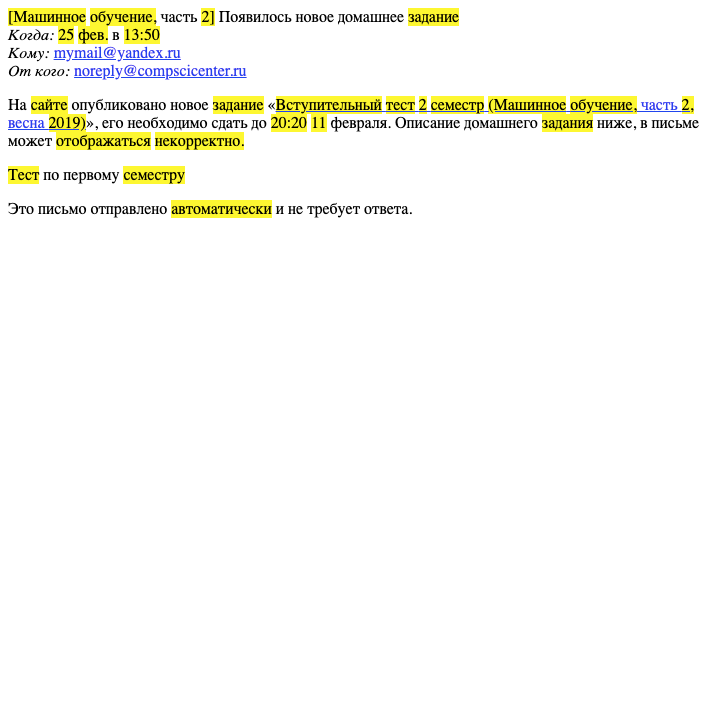 [Машинное обучение, часть 2] Появилось новое домашнее задание
Когда: 25 фев. в 13:50
Кому: mymail@yandex.ru
От кого: noreply@compscicenter.ru
На сайте опубликовано новое задание «Вступительный тест 2 семестр (Машинное обучение, часть 2,
весна 2019)», его необходимо сдать до 20:20 11 февраля. Описание домашнего задания ниже, в письме
может отображаться некорректно.
Тест по первому семестру
Это письмо отправлено автоматически и не требует ответа.